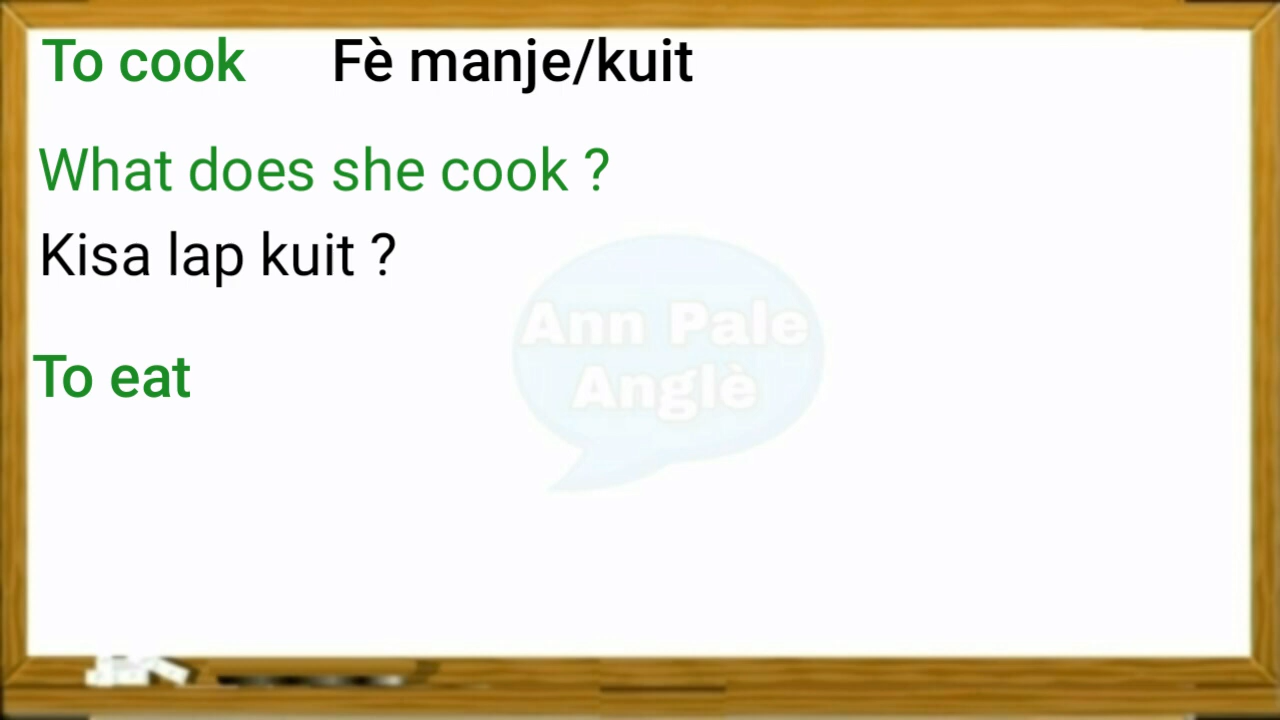 To cook Fè manje/kuit
What does she cook ?
Kisa lap kuit ?
Ann Pale
Anglè
To eat